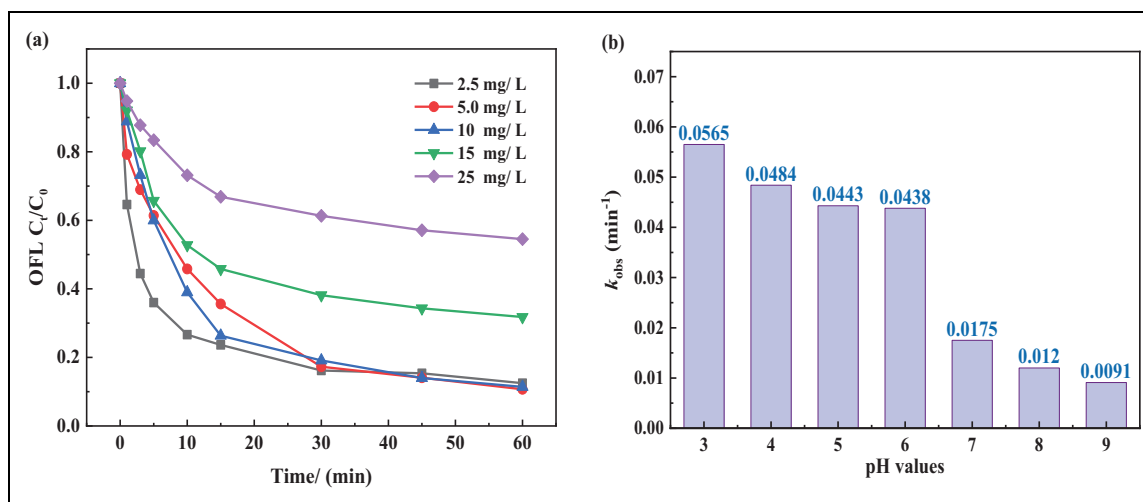 (a)
OFL Cₜ/C₀
1.0
0.8
0.6
0.4
0.2
0.0
2.5 mg/ L
5.0 mg/ L
10 mg/ L
15 mg/ L
25 mg/ L
0 10 20 30 40 50 60
Time/ (min)
(b)
k_obs (min⁻¹)
0.07
0.06
0.05
0.04
0.03
0.02
0.01
0.00
0.0565
0.0484
0.0443
0.0438
0.0175
0.012
0.0091
3 4 5 6 7 8 9
pH values